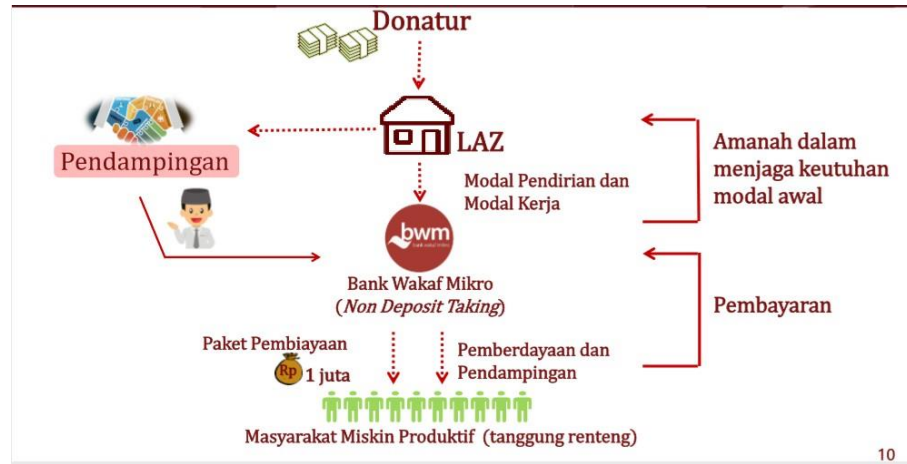 Donatur
LAZ
Pendampingan
Modal Pendirian dan
Modal Kerja
Amanah dalam
menjaga keutuhan
modal awal
bwm
Bank Wakaf Mikro
(Non Deposit Taking)
Pembayaran
Paket Pembiayaan
Rp 1 juta
Pemberdayaan dan
Pendampingan
Masyarakat Miskin Produktif (tanggung renteng)
10